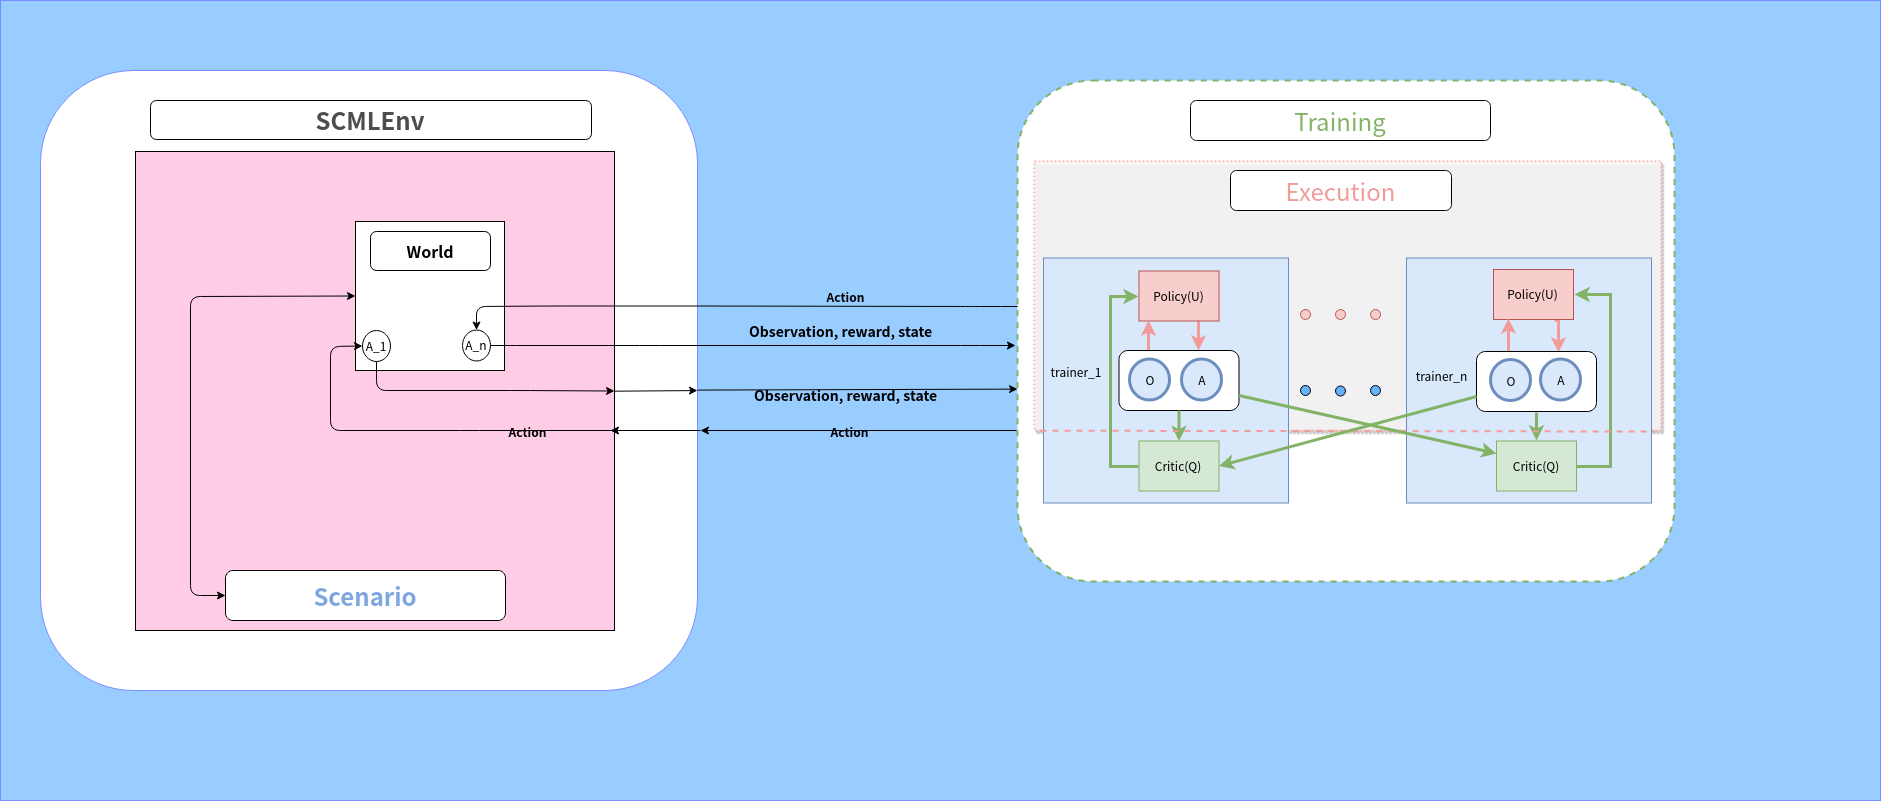 SCMLEnv
World
A_1
A_n
Scenario
Action
Action
Observation, reward, state
Observation, reward, state
Action
Training
Execution
trainer_1
Policy(U)
O
A
Critic(Q)
trainer_n
Policy(U)
O
A
Critic(Q)